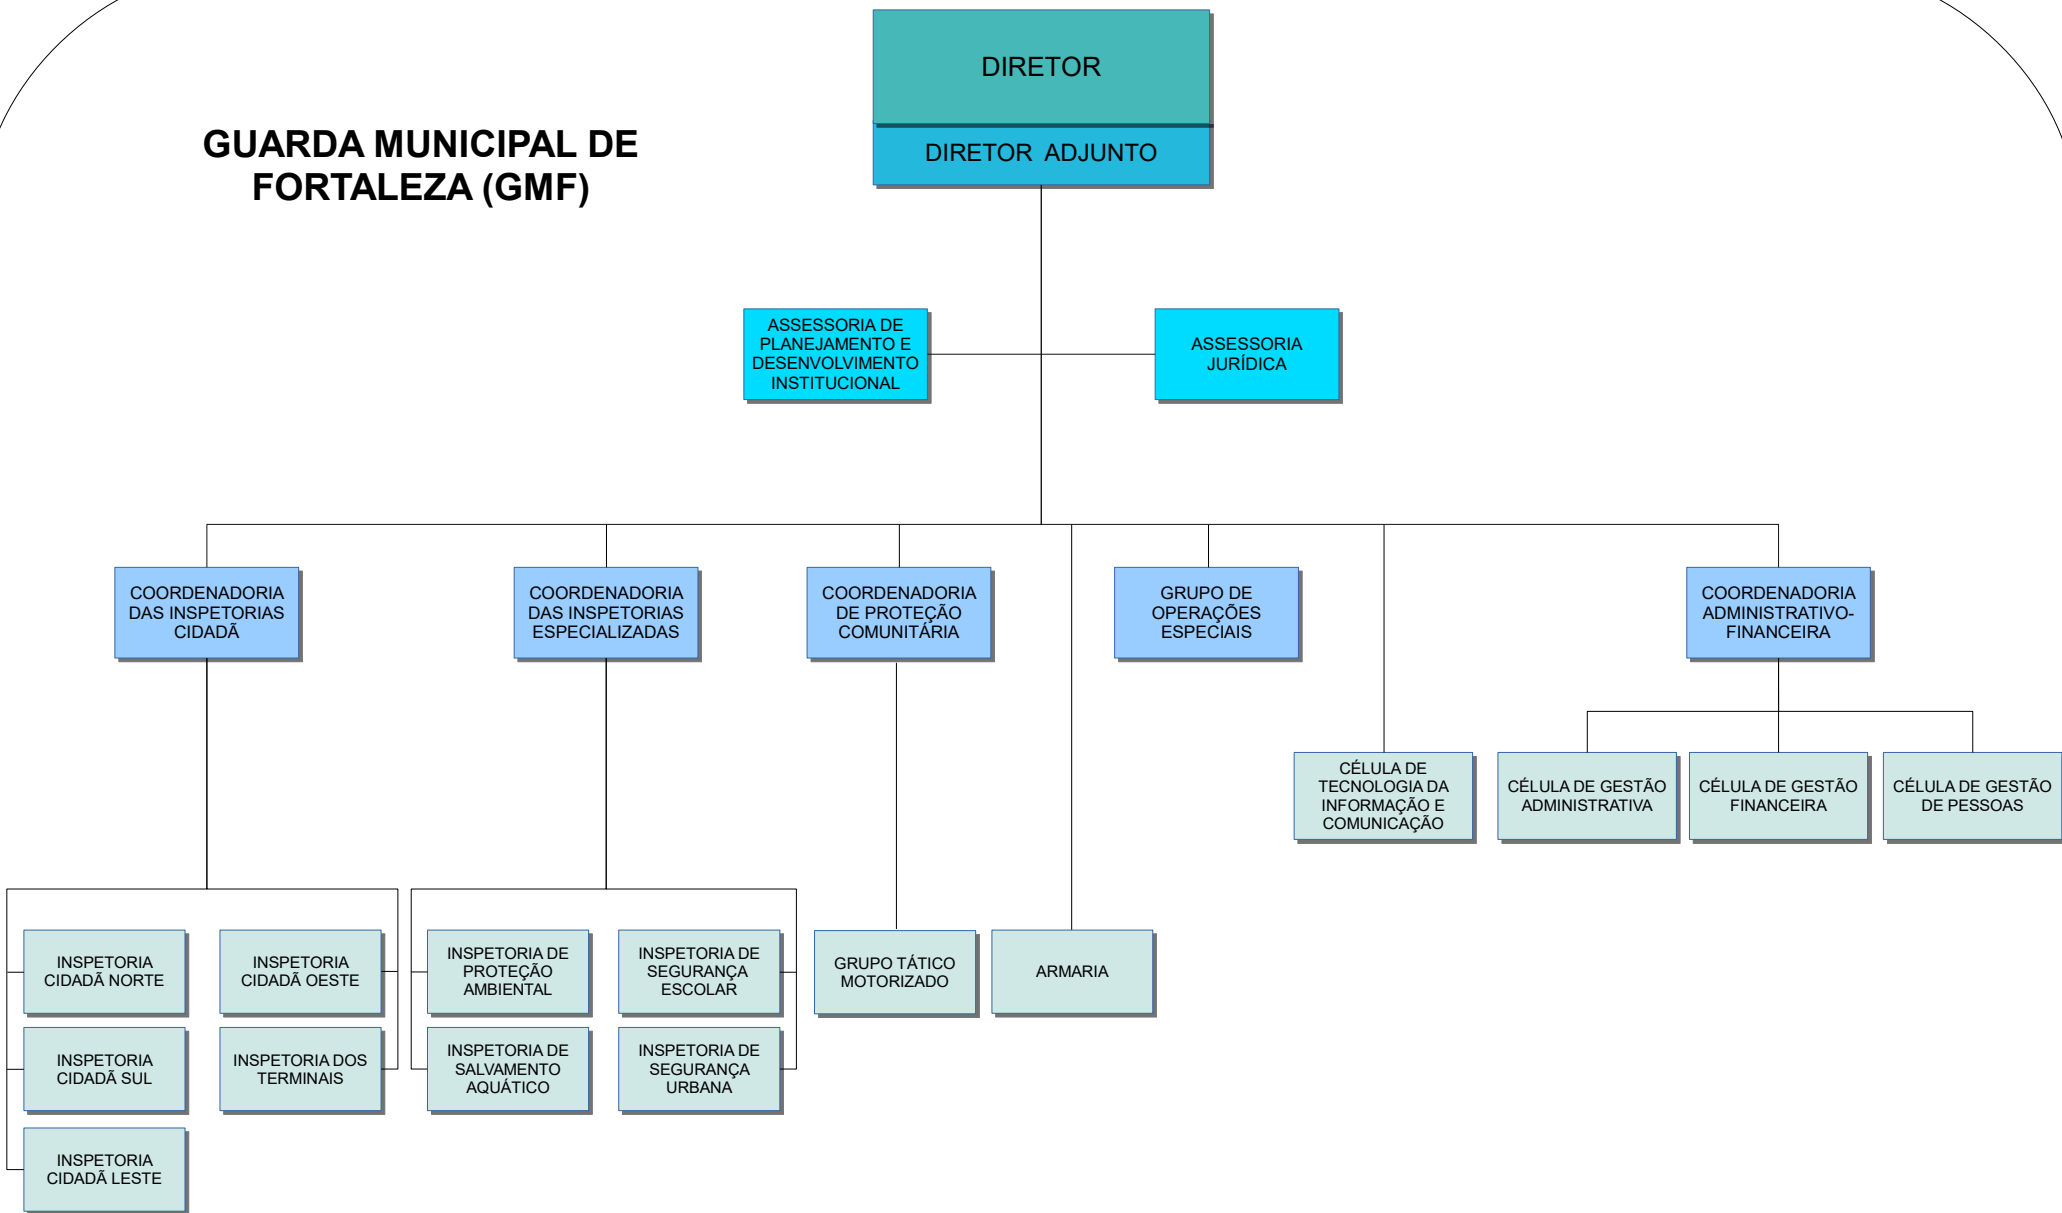 DIRETOR
GUARDA MUNICIPAL DE
FORTALEZA (GMF)
DIRETOR ADJUNTO
ASSESSORIA DE
PLANEJAMENTO E
DESENVOLVIMENTO
INSTITUCIONAL
ASSESSORIA
JURÍDICA
COORDENADORIA
DAS INSPETORIAS
CIDADÃ
COORDENADORIA
DAS INSPETORIAS
ESPECIALIZADAS
COORDENADORIA
DE PROTEÇÃO
COMUNITÁRIA
GRUPO DE
OPERAÇÕES
ESPECIAIS
COORDENADORIA
ADMINISTRATIVO-
FINANCEIRA
CÉLULA DE
TECNOLOGIA DA
INFORMAÇÃO E
COMUNICAÇÃO
CÉLULA DE GESTÃO
ADMINISTRATIVA
CÉLULA DE GESTÃO
FINANCEIRA
CÉLULA DE GESTÃO
DE PESSOAS
INSPETORIA
CIDADÃ NORTE
INSPETORIA
CIDADÃ OESTE
INSPETORIA DE
PROTEÇÃO
AMBIENTAL
INSPETORIA DE
SEGURANÇA
ESCOLAR
GRUPO TÁTICO
MOTORIZADO
ARMARIA
INSPETORIA
CIDADÃ SUL
INSPETORIA DOS
TERMINAIS
INSPETORIA DE
SALVAMENTO
AQUÁTICO
INSPETORIA DE
SEGURANÇA
URBANA
INSPETORIA
CIDADÃ LESTE